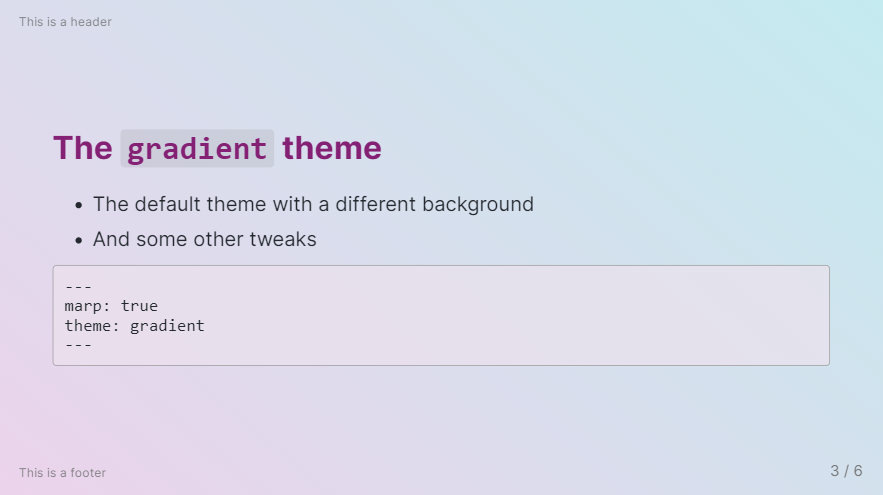 This is a header
The gradient theme
• The default theme with a different background
• And some other tweaks
---
marp: true
theme: gradient
---
This is a footer
3 / 6